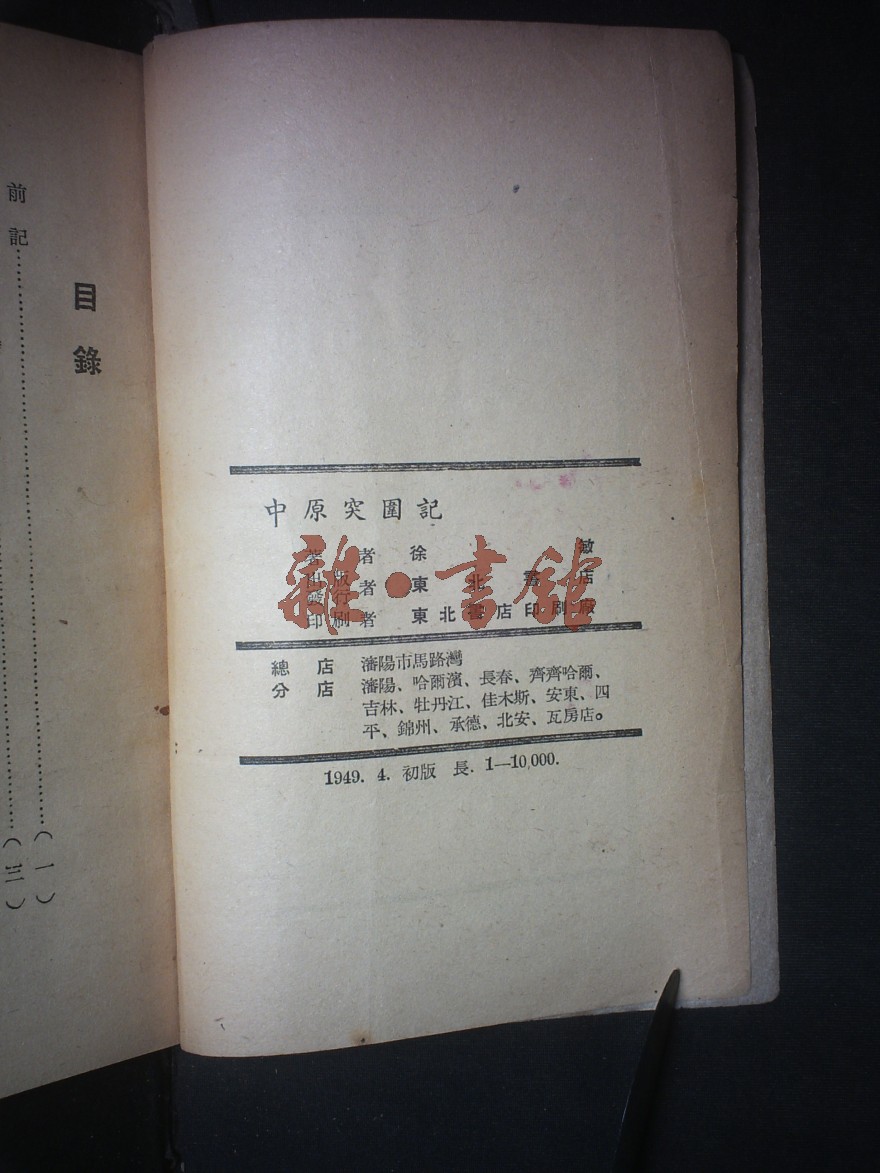 中原突圍記
著者 徐敏
出版者 東北書店
發行
印刷者 東北書店印刷廠
總店 瀋陽市馬路灣
分店 瀋陽、哈爾濱、長春、齊齊哈爾、
吉林、牡丹江、佳木斯、安東、四
平、錦州、承德、北安、瓦房店。
1949. 4. 初版 長. 1—10,000.
雜·書館
目錄
前記……（一）
……（三）